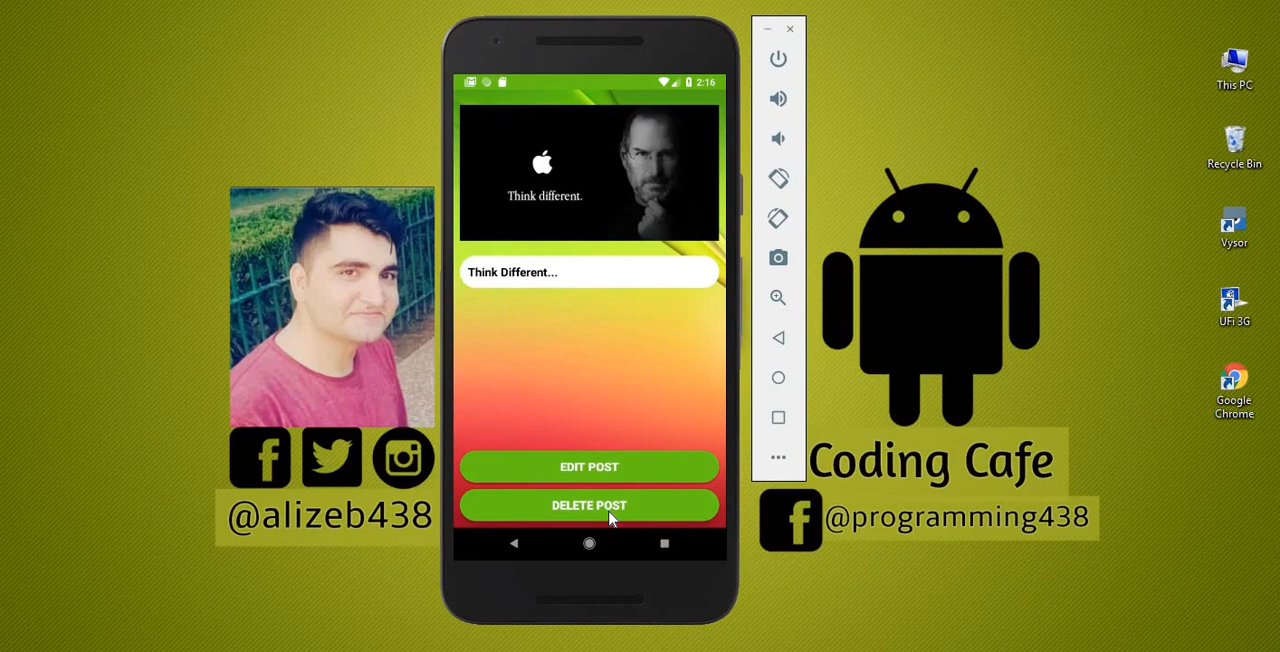 2:16
Think different.
Think Different...
EDIT POST
DELETE POST
@alizeb438
Coding Cafe
@programming438
This PC
Recycle Bin
Vysor
UFi 3G
Google
Chrome